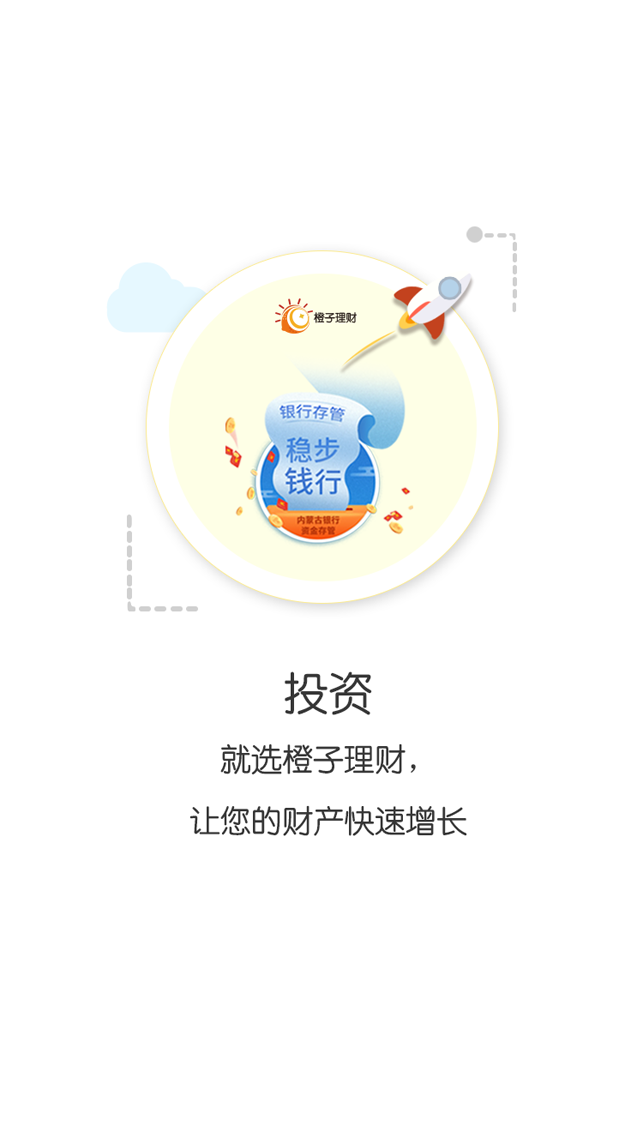 橙子理财
银行存管
稳步
钱行
内蒙古银行
资金存管
投资
就选橙子理财，
让您的财产快速增长